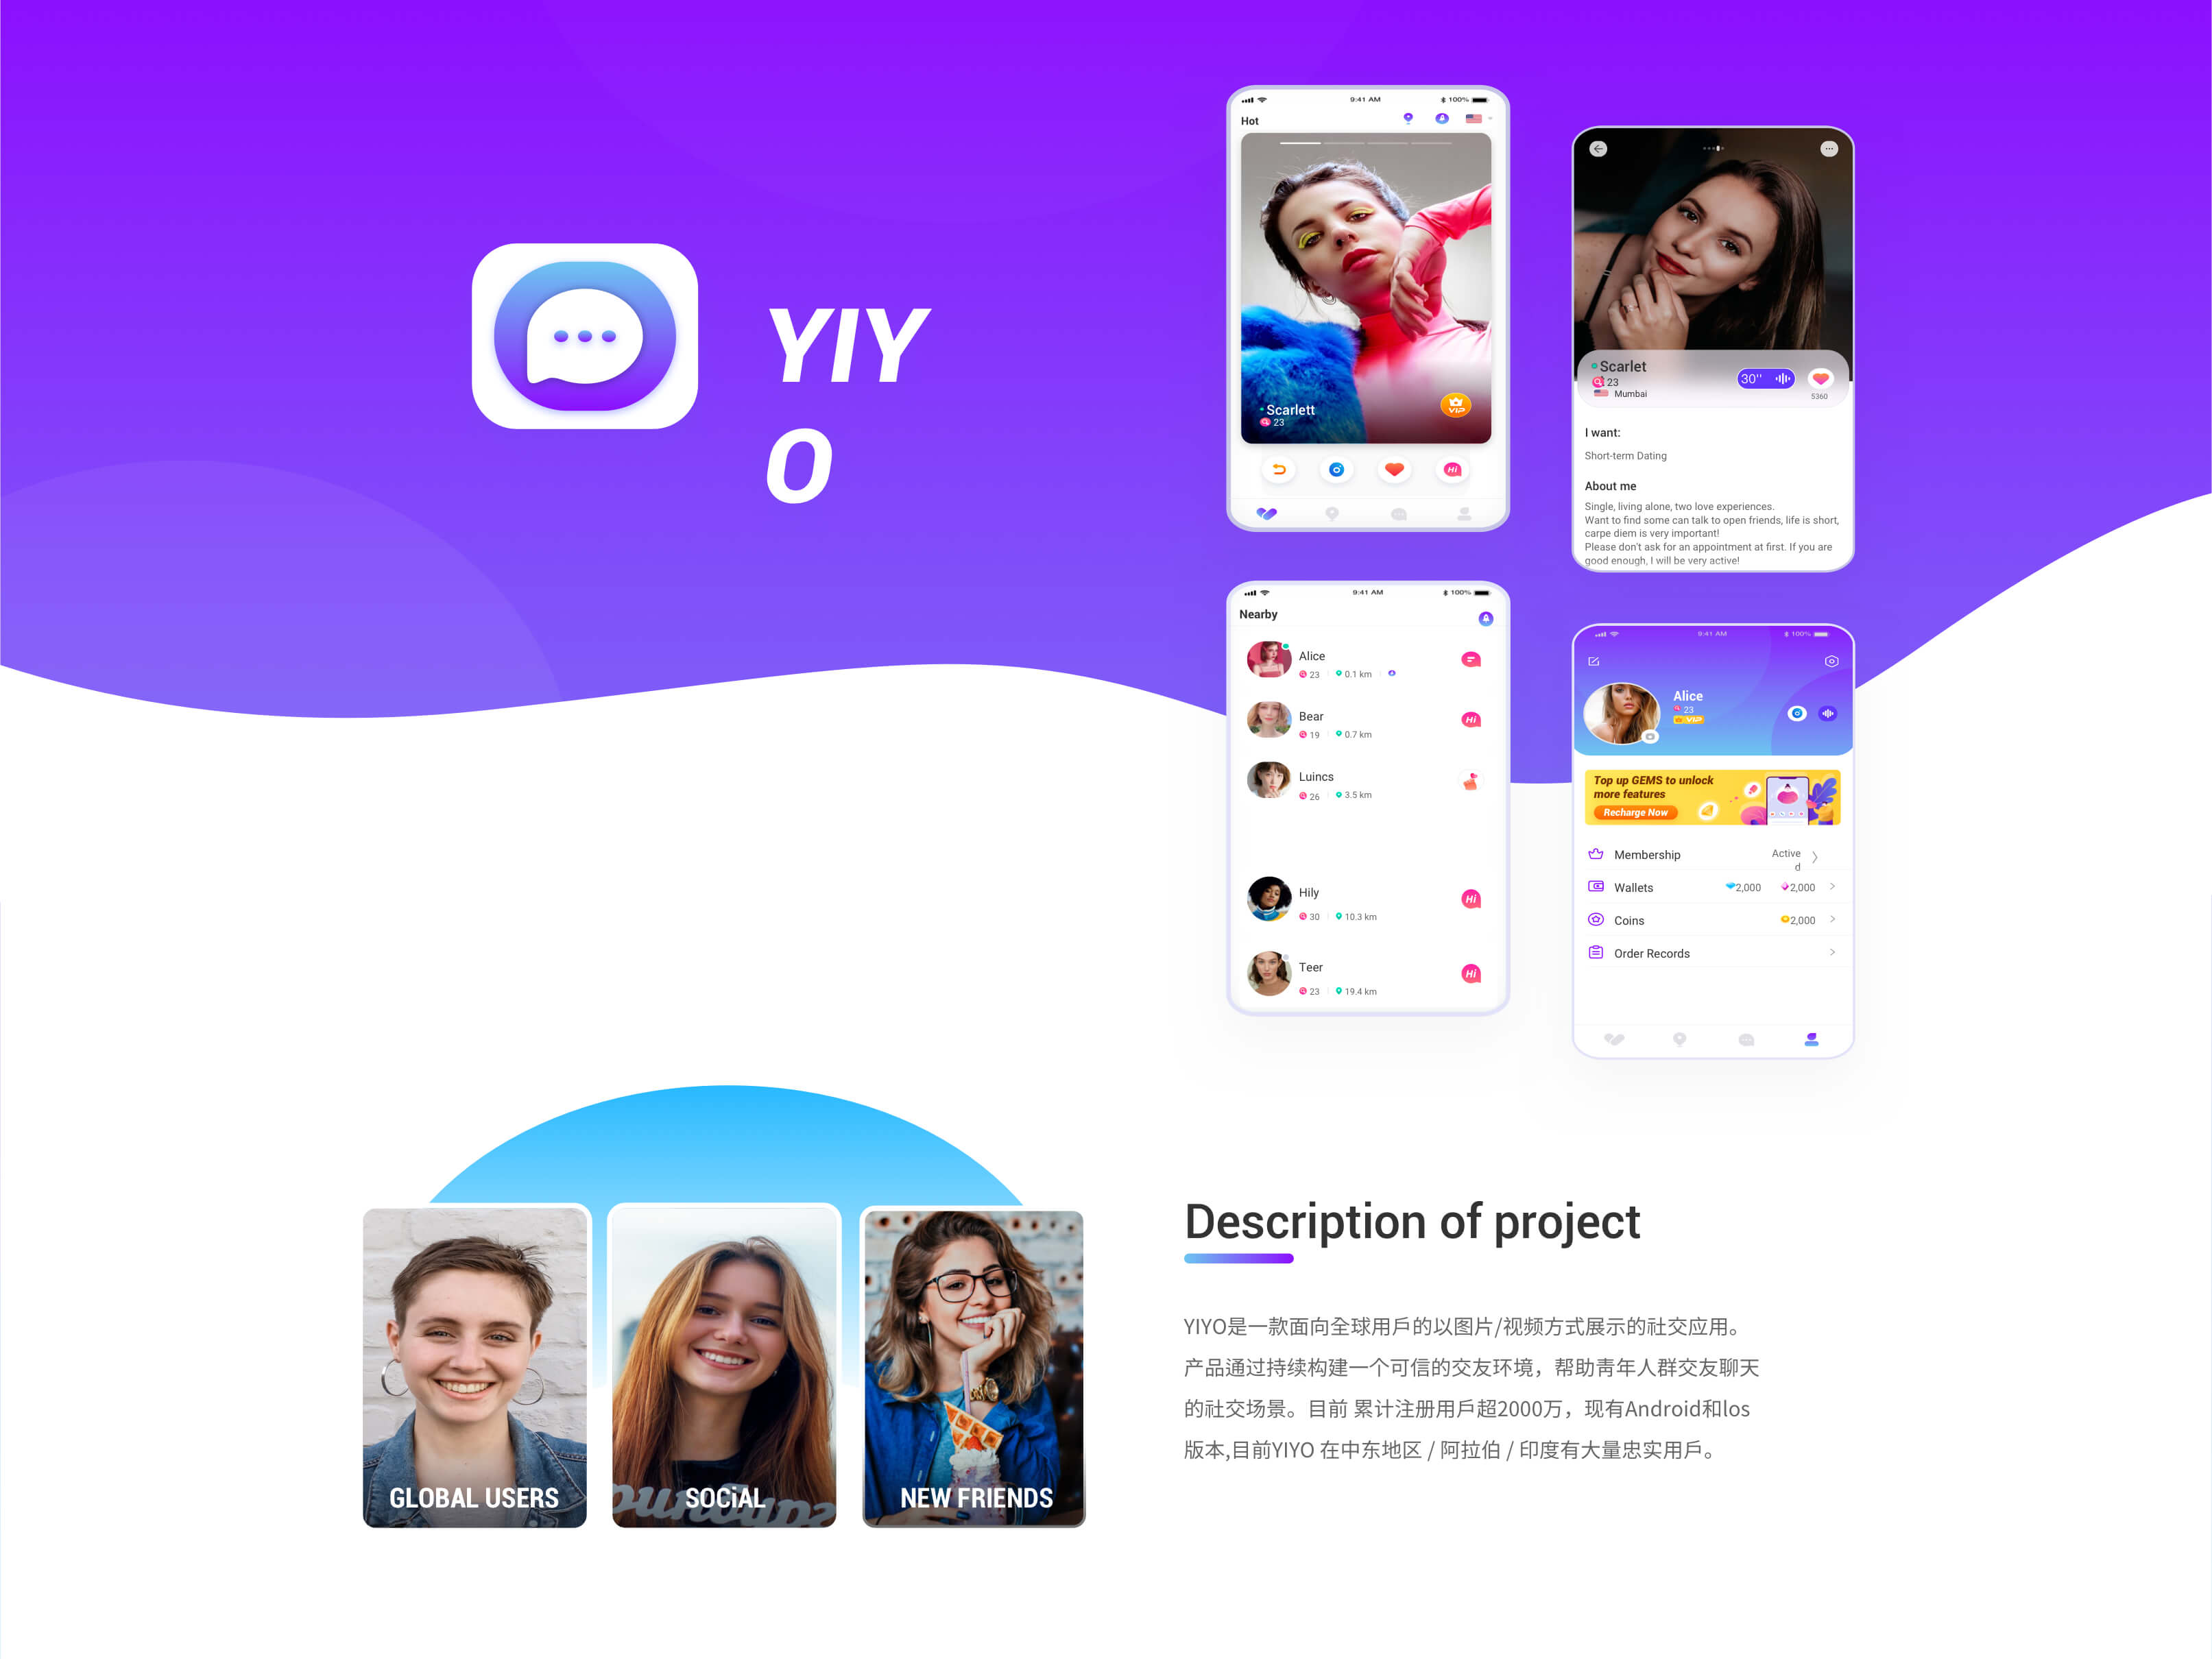 YIY
O
9:41 AM
100%
Hot
Scarlett
23
VIP
Hi
Scarlet
23
Mumbai
30''
5360
I want:
Short-term Dating
About me
Single, living alone, two love experiences.
Want to find some can talk to open friends, life is short,
carpe diem is very important!
Please don't ask for an appointment at first. If you are
good enough, I will be very active!
9:41 AM
100%
Nearby
Alice
23
0.1 km
Bear
19
0.7 km
Hi
Luincs
26
3.5 km
Hily
30
10.3 km
Hi
Teer
23
19.4 km
Hi
9:41 AM
100%
Alice
23
VIP
Top up GEMS to unlock
more features
Recharge Now
Membership
Active
d
Wallets
2,000
2,000
Coins
2,000
Order Records
GLOBAL USERS
SOCiAL
NEW FRIENDS
Description of project
YIYO是一款面向全球用戶的以图片/视频方式展示的社交应用。
产品通过持续构建一个可信的交友环境，帮助青年人群交友聊天
的社交场景。目前 累计注册用戶超2000万，现有Android和Ios
版本,目前YIYO 在中东地区 / 阿拉伯 / 印度有大量忠实用戶。